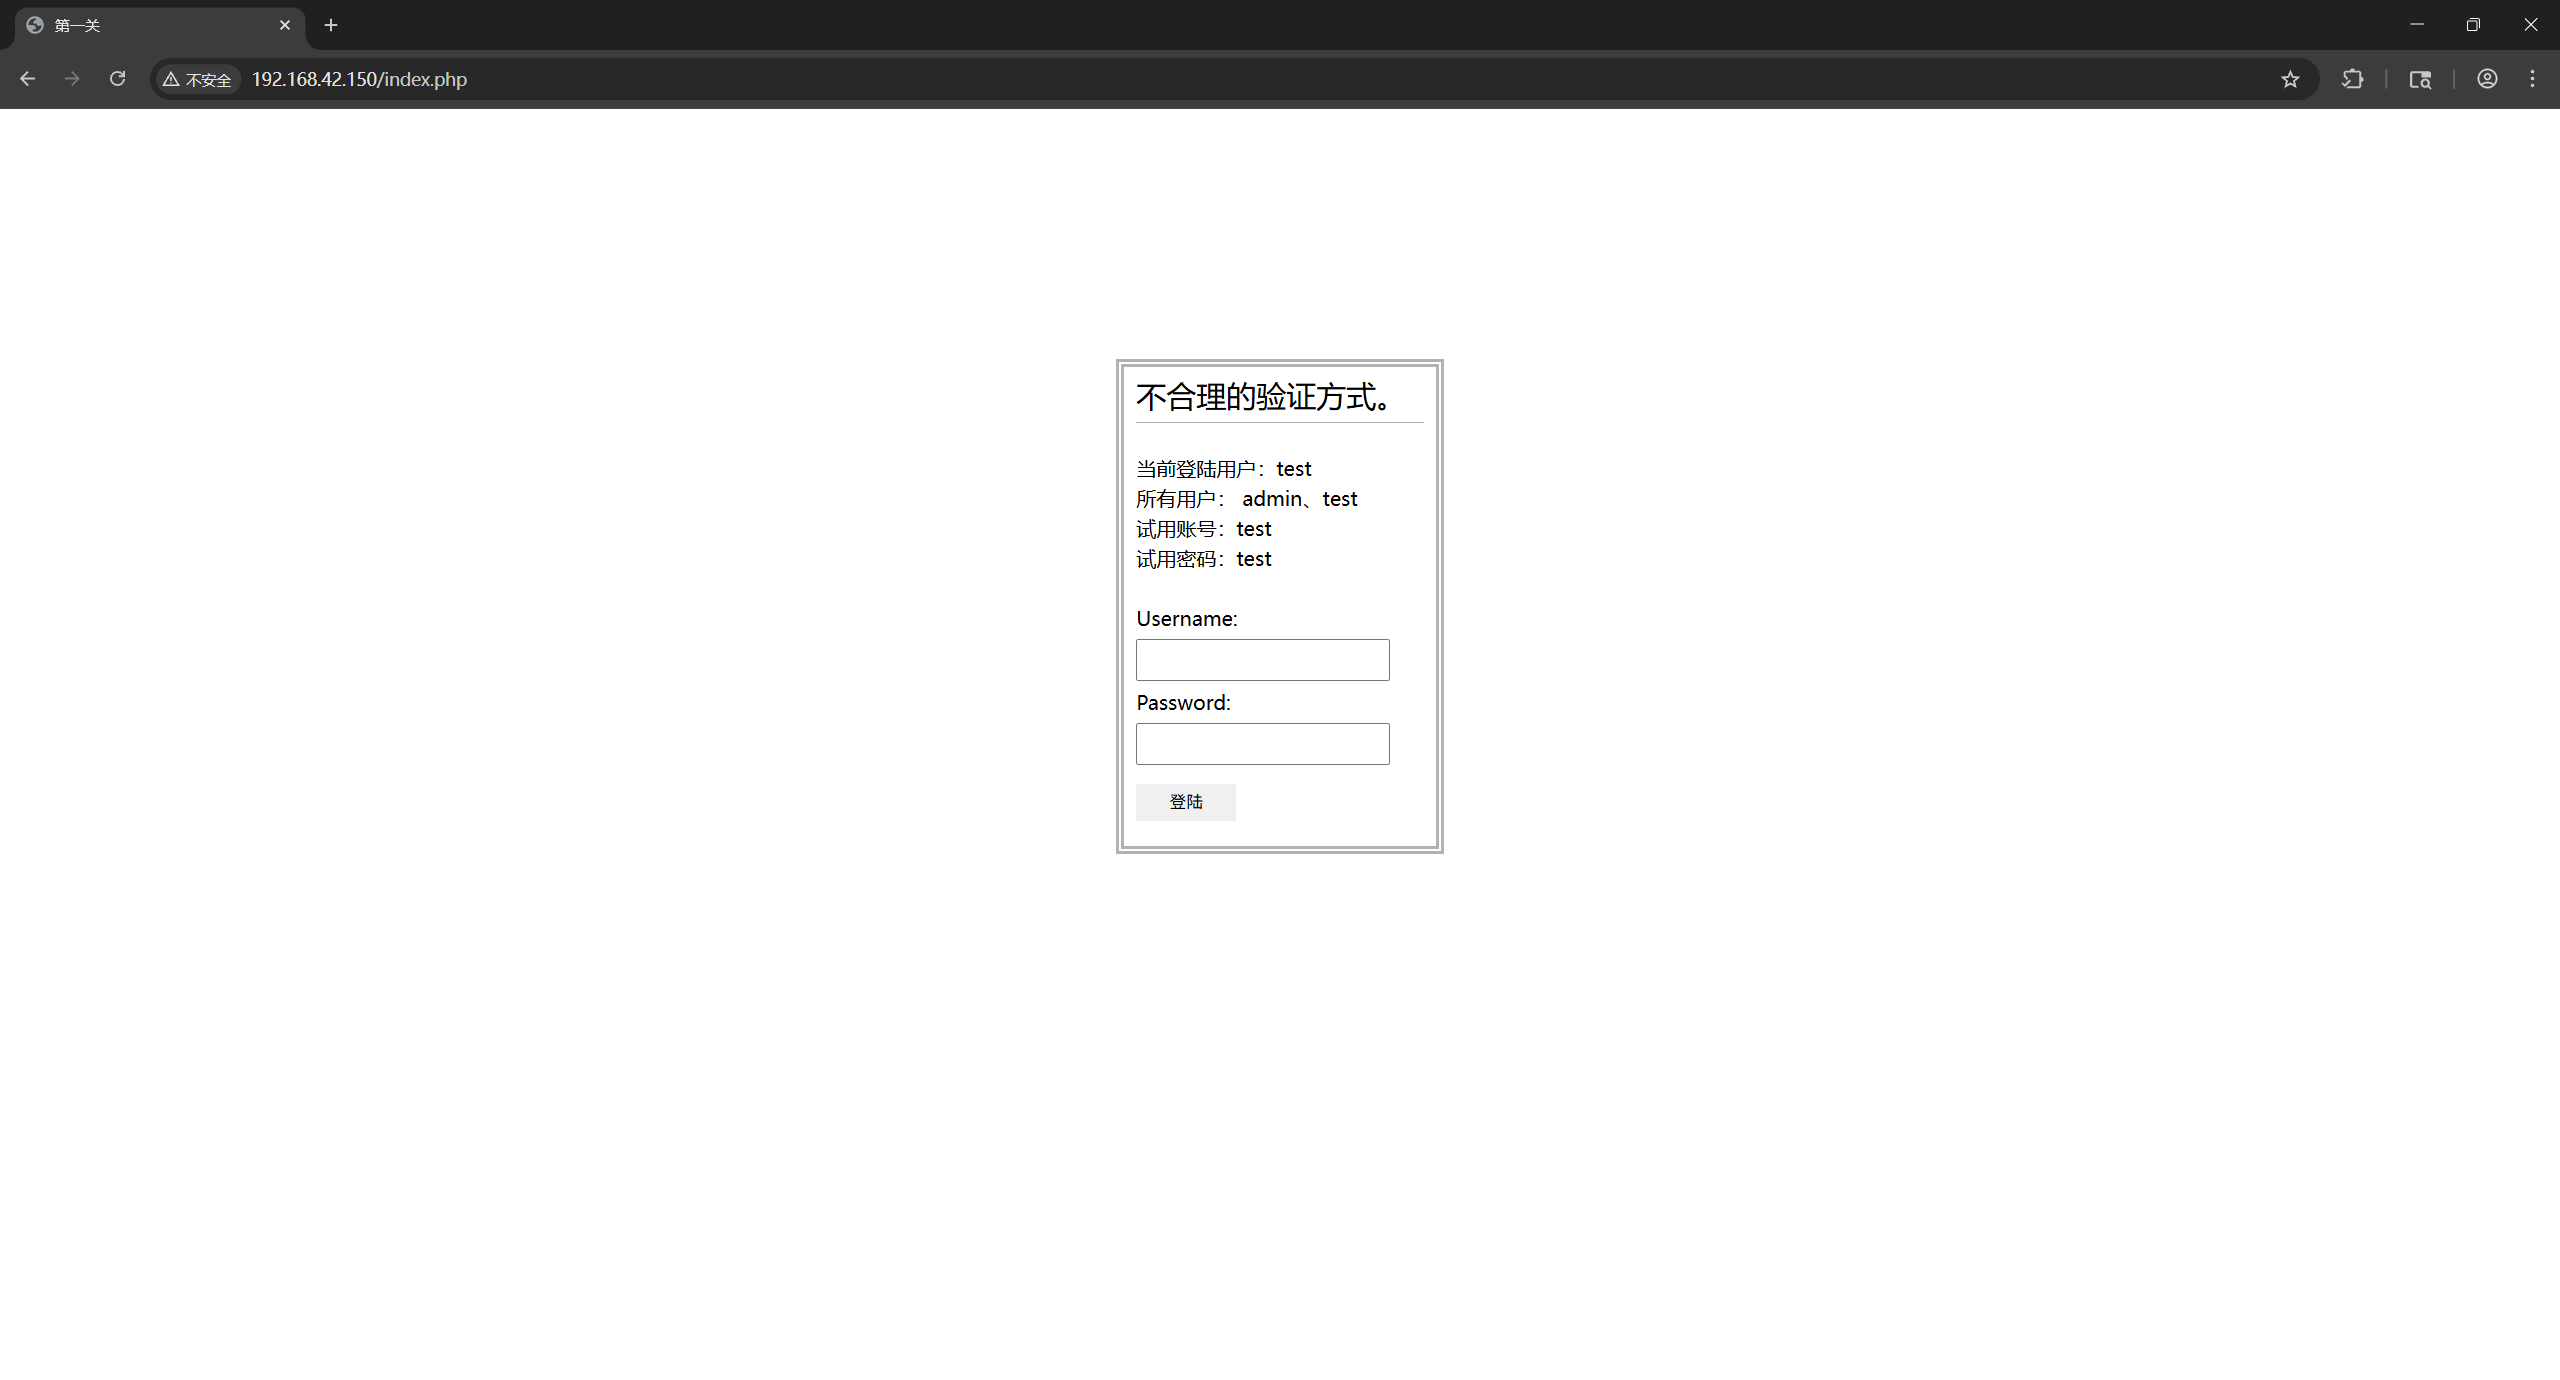 第一关
不安全 192.168.42.150/index.php
不合理的验证方式。
当前登陆用户：test
所有用户： admin、test
试用账号：test
试用密码：test
Username:
Password:
登陆